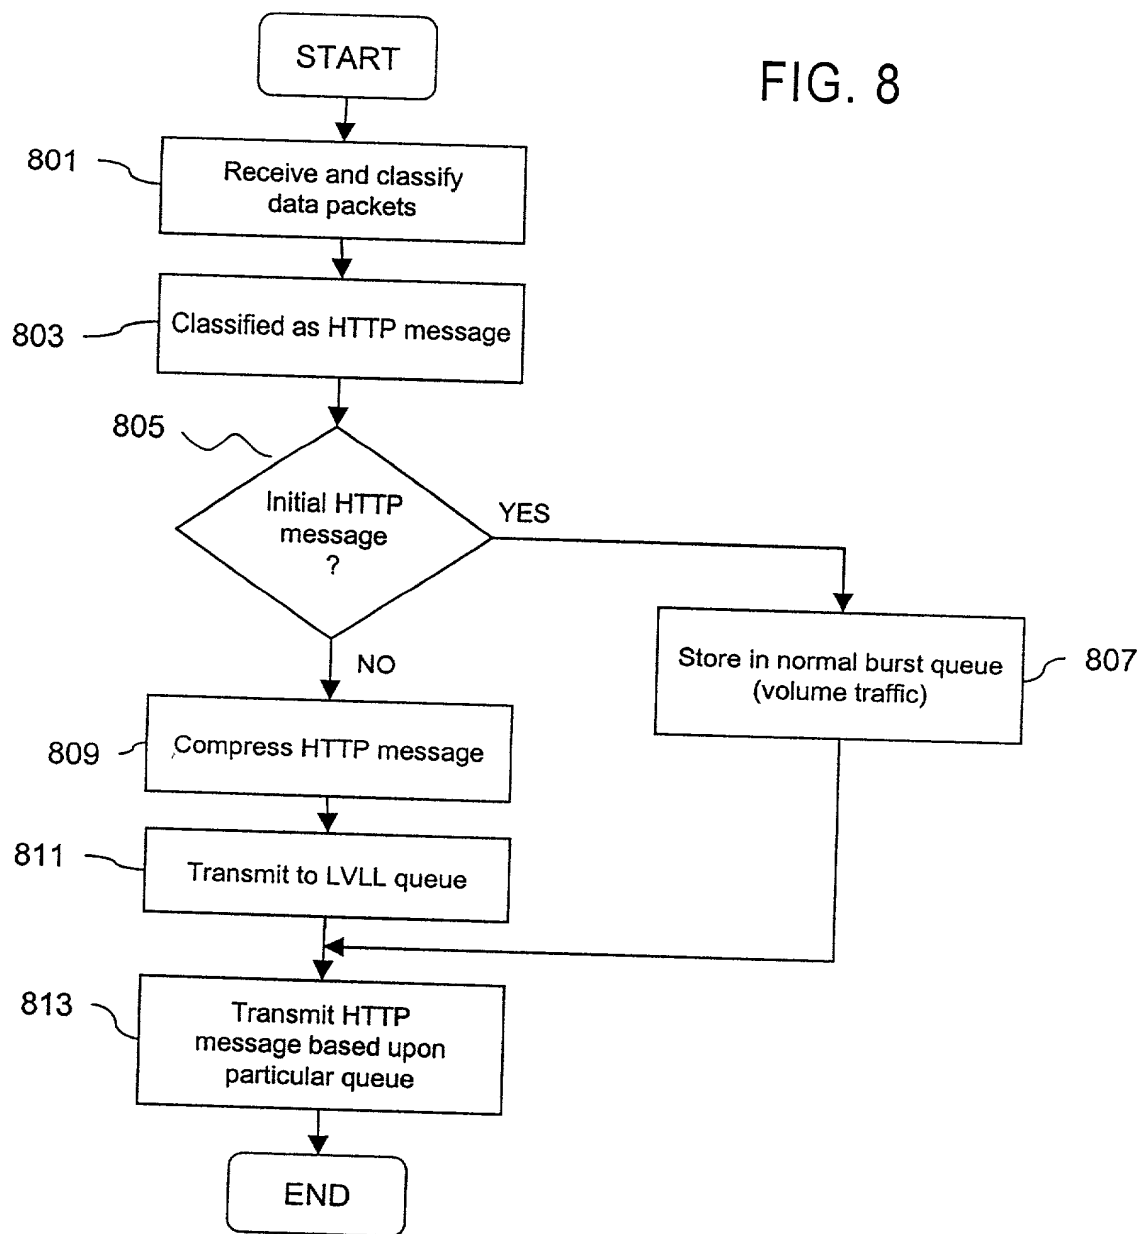 START
FIG. 8
801
Receive and classify
data packets
803
Classified as HTTP message
805
Initial HTTP
message
?
YES
NO
Store in normal burst queue
(volume traffic)
807
809
Compress HTTP message
811
Transmit to LVLL queue
813
Transmit HTTP
message based upon
particular queue
END